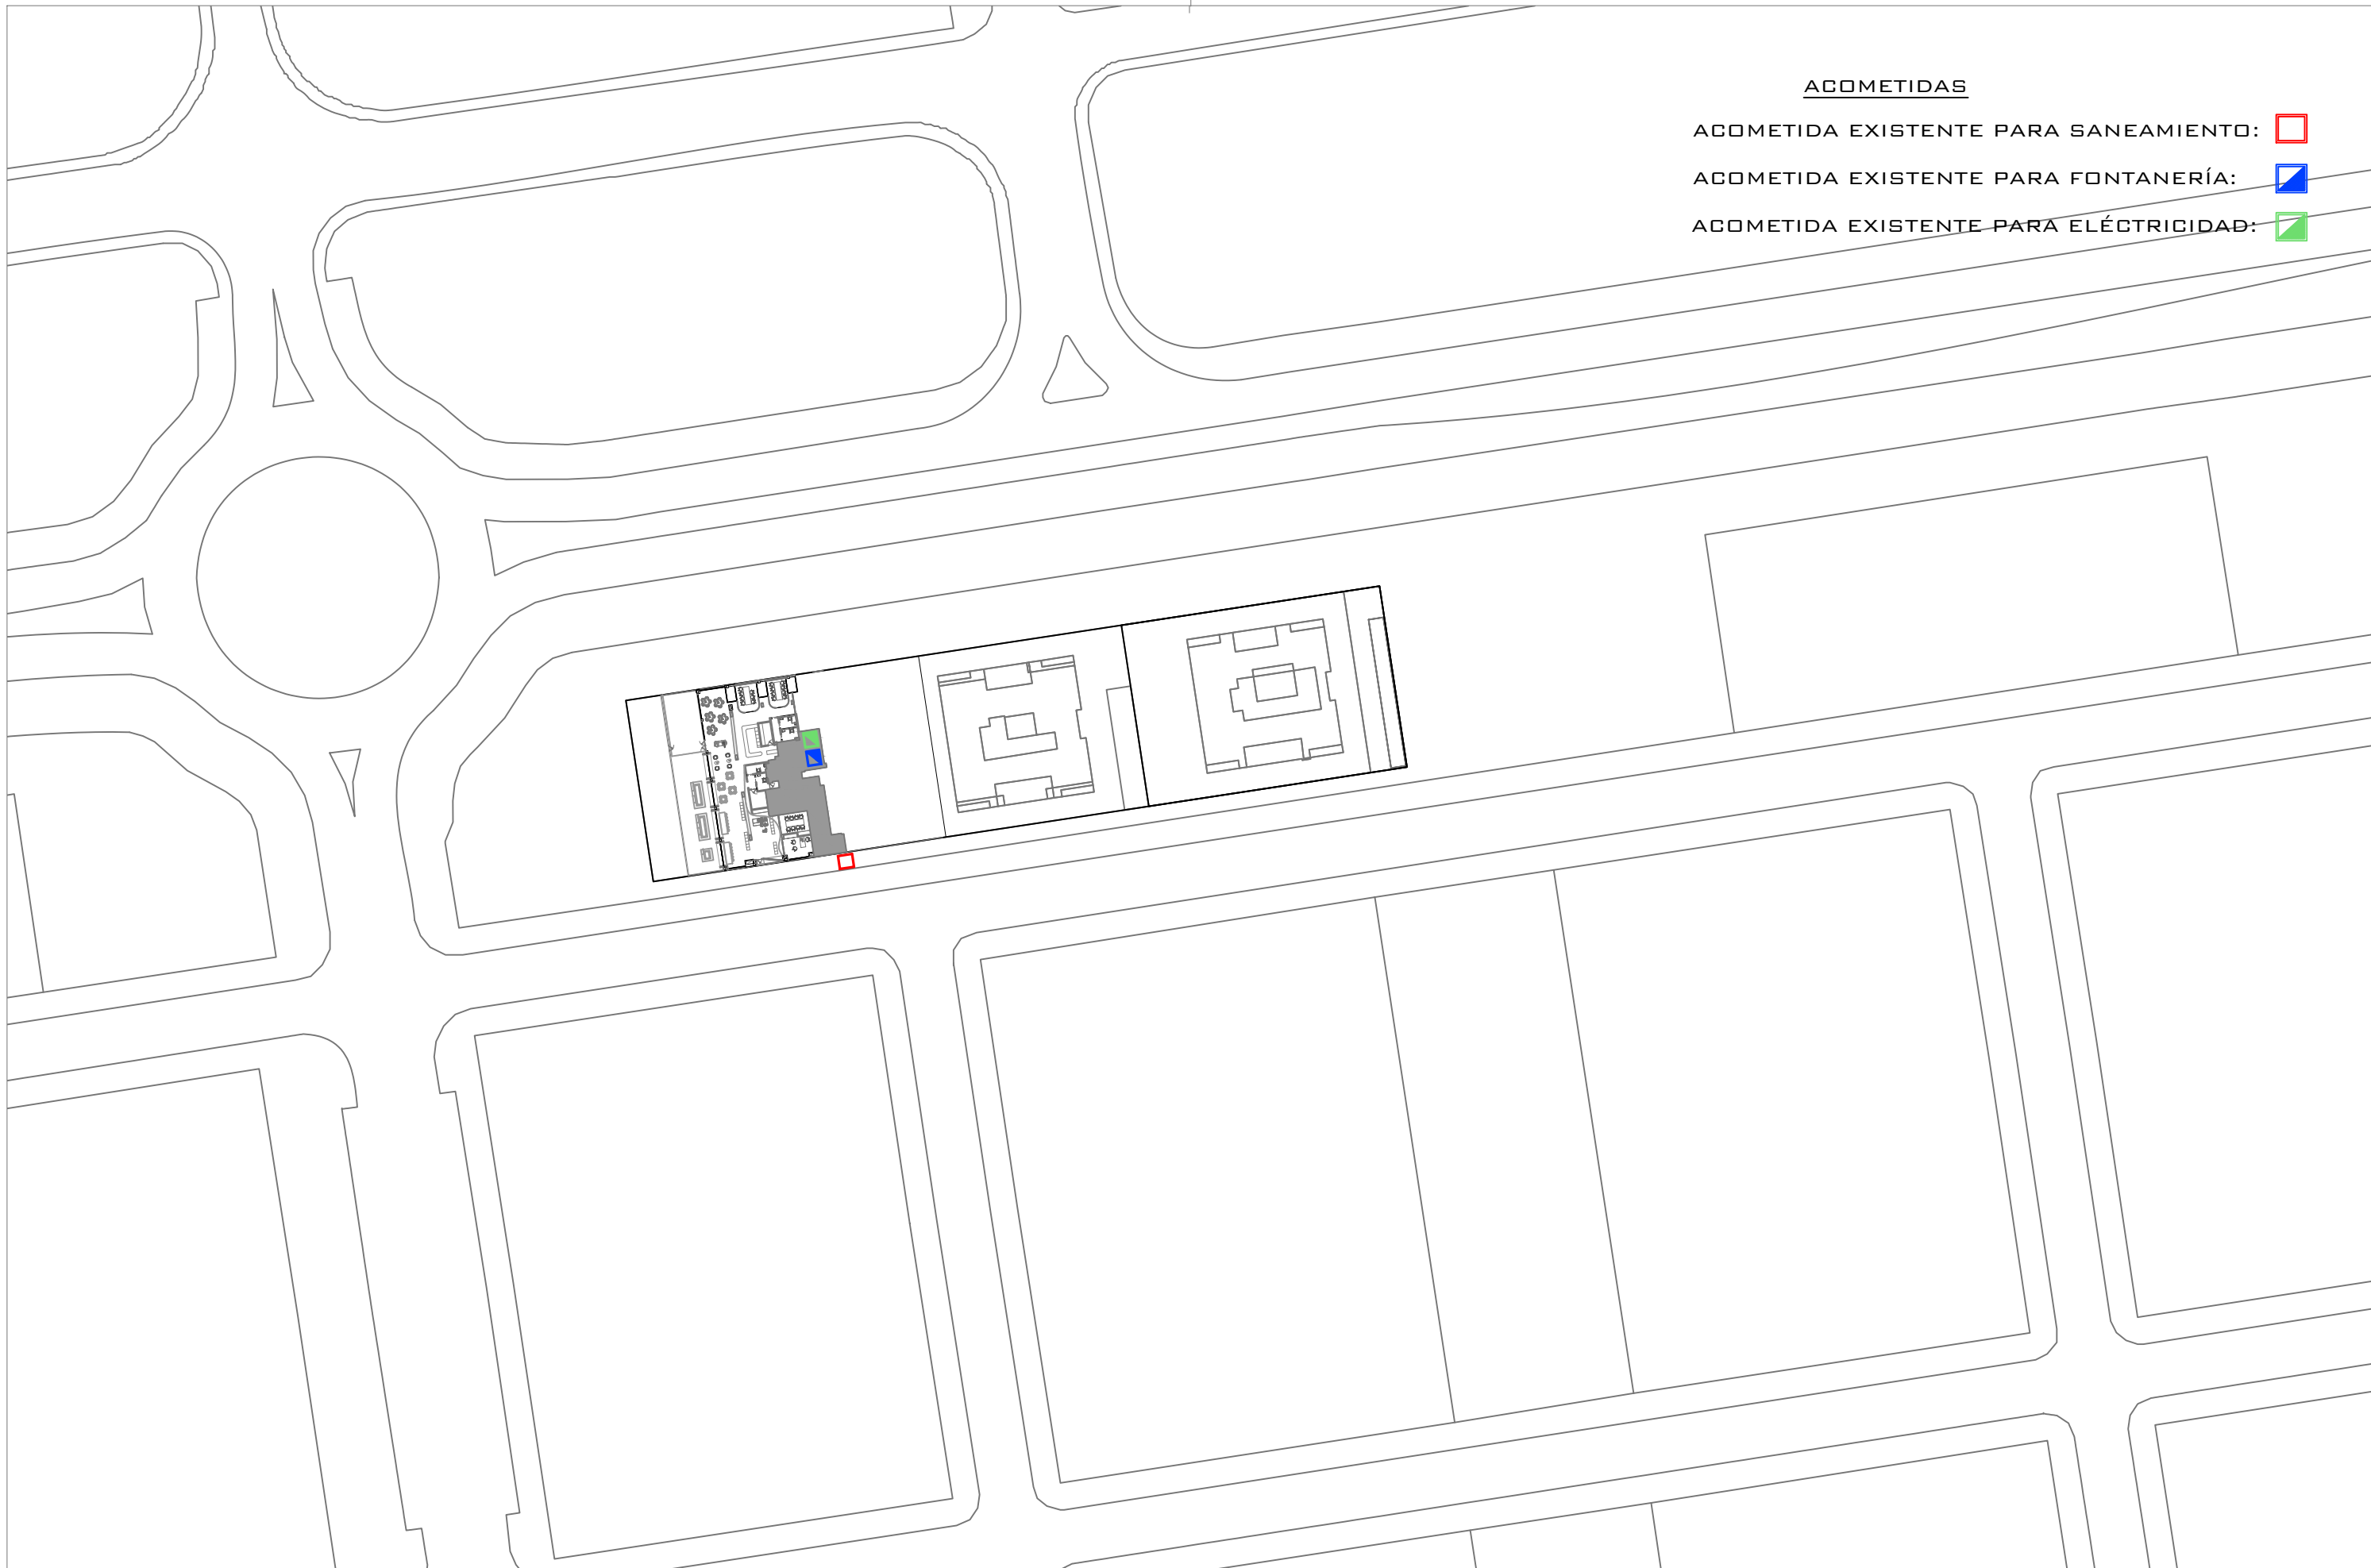 ACOMETIDAS
ACOMETIDA EXISTENTE PARA SANEAMIENTO:
ACOMETIDA EXISTENTE PARA FONTANERÍA:
ACOMETIDA EXISTENTE PARA ELÉCTRICIDAD: